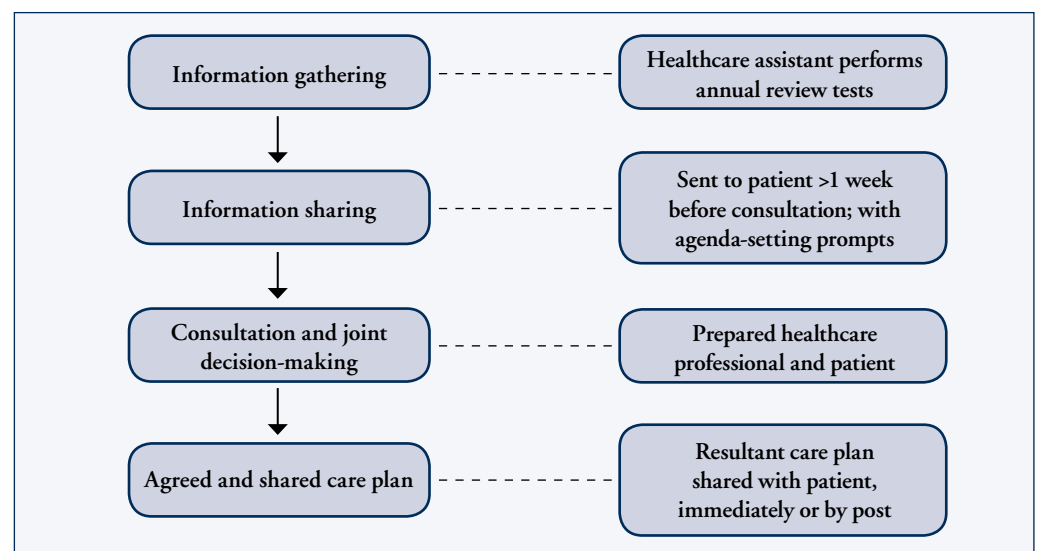 Information gathering
Healthcare assistant performs
annual review tests
Information sharing
Sent to patient >1 week
before consultation; with
agenda-setting prompts
Consultation and joint
decision-making
Prepared healthcare
professional and patient
Agreed and shared care plan
Resultant care plan
shared with patient,
immediately or by post